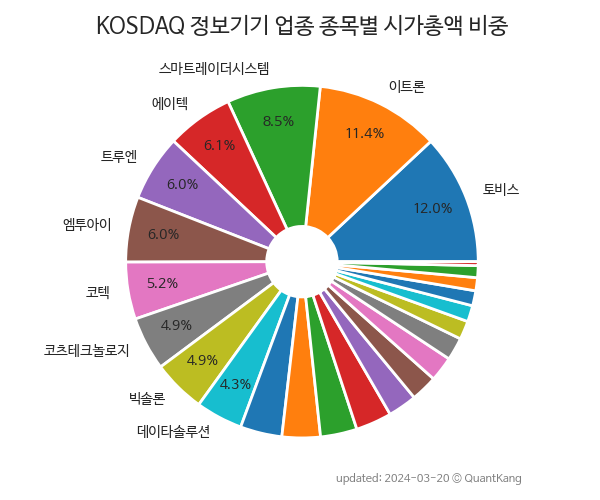 KOSDAQ 정보기기 업종 종목별 시가총액 비중
스마트레이더시스템
이트론
에이텍
8.5%
11.4%
6.1%
트루엔
6.0%
토비스
12.0%
엠투아이
6.0%
코텍
5.2%
4.9%
코츠테크놀로지
4.9%
4.3%
빅솔론
데이타솔루션
updated: 2024-03-20 © QuantKang